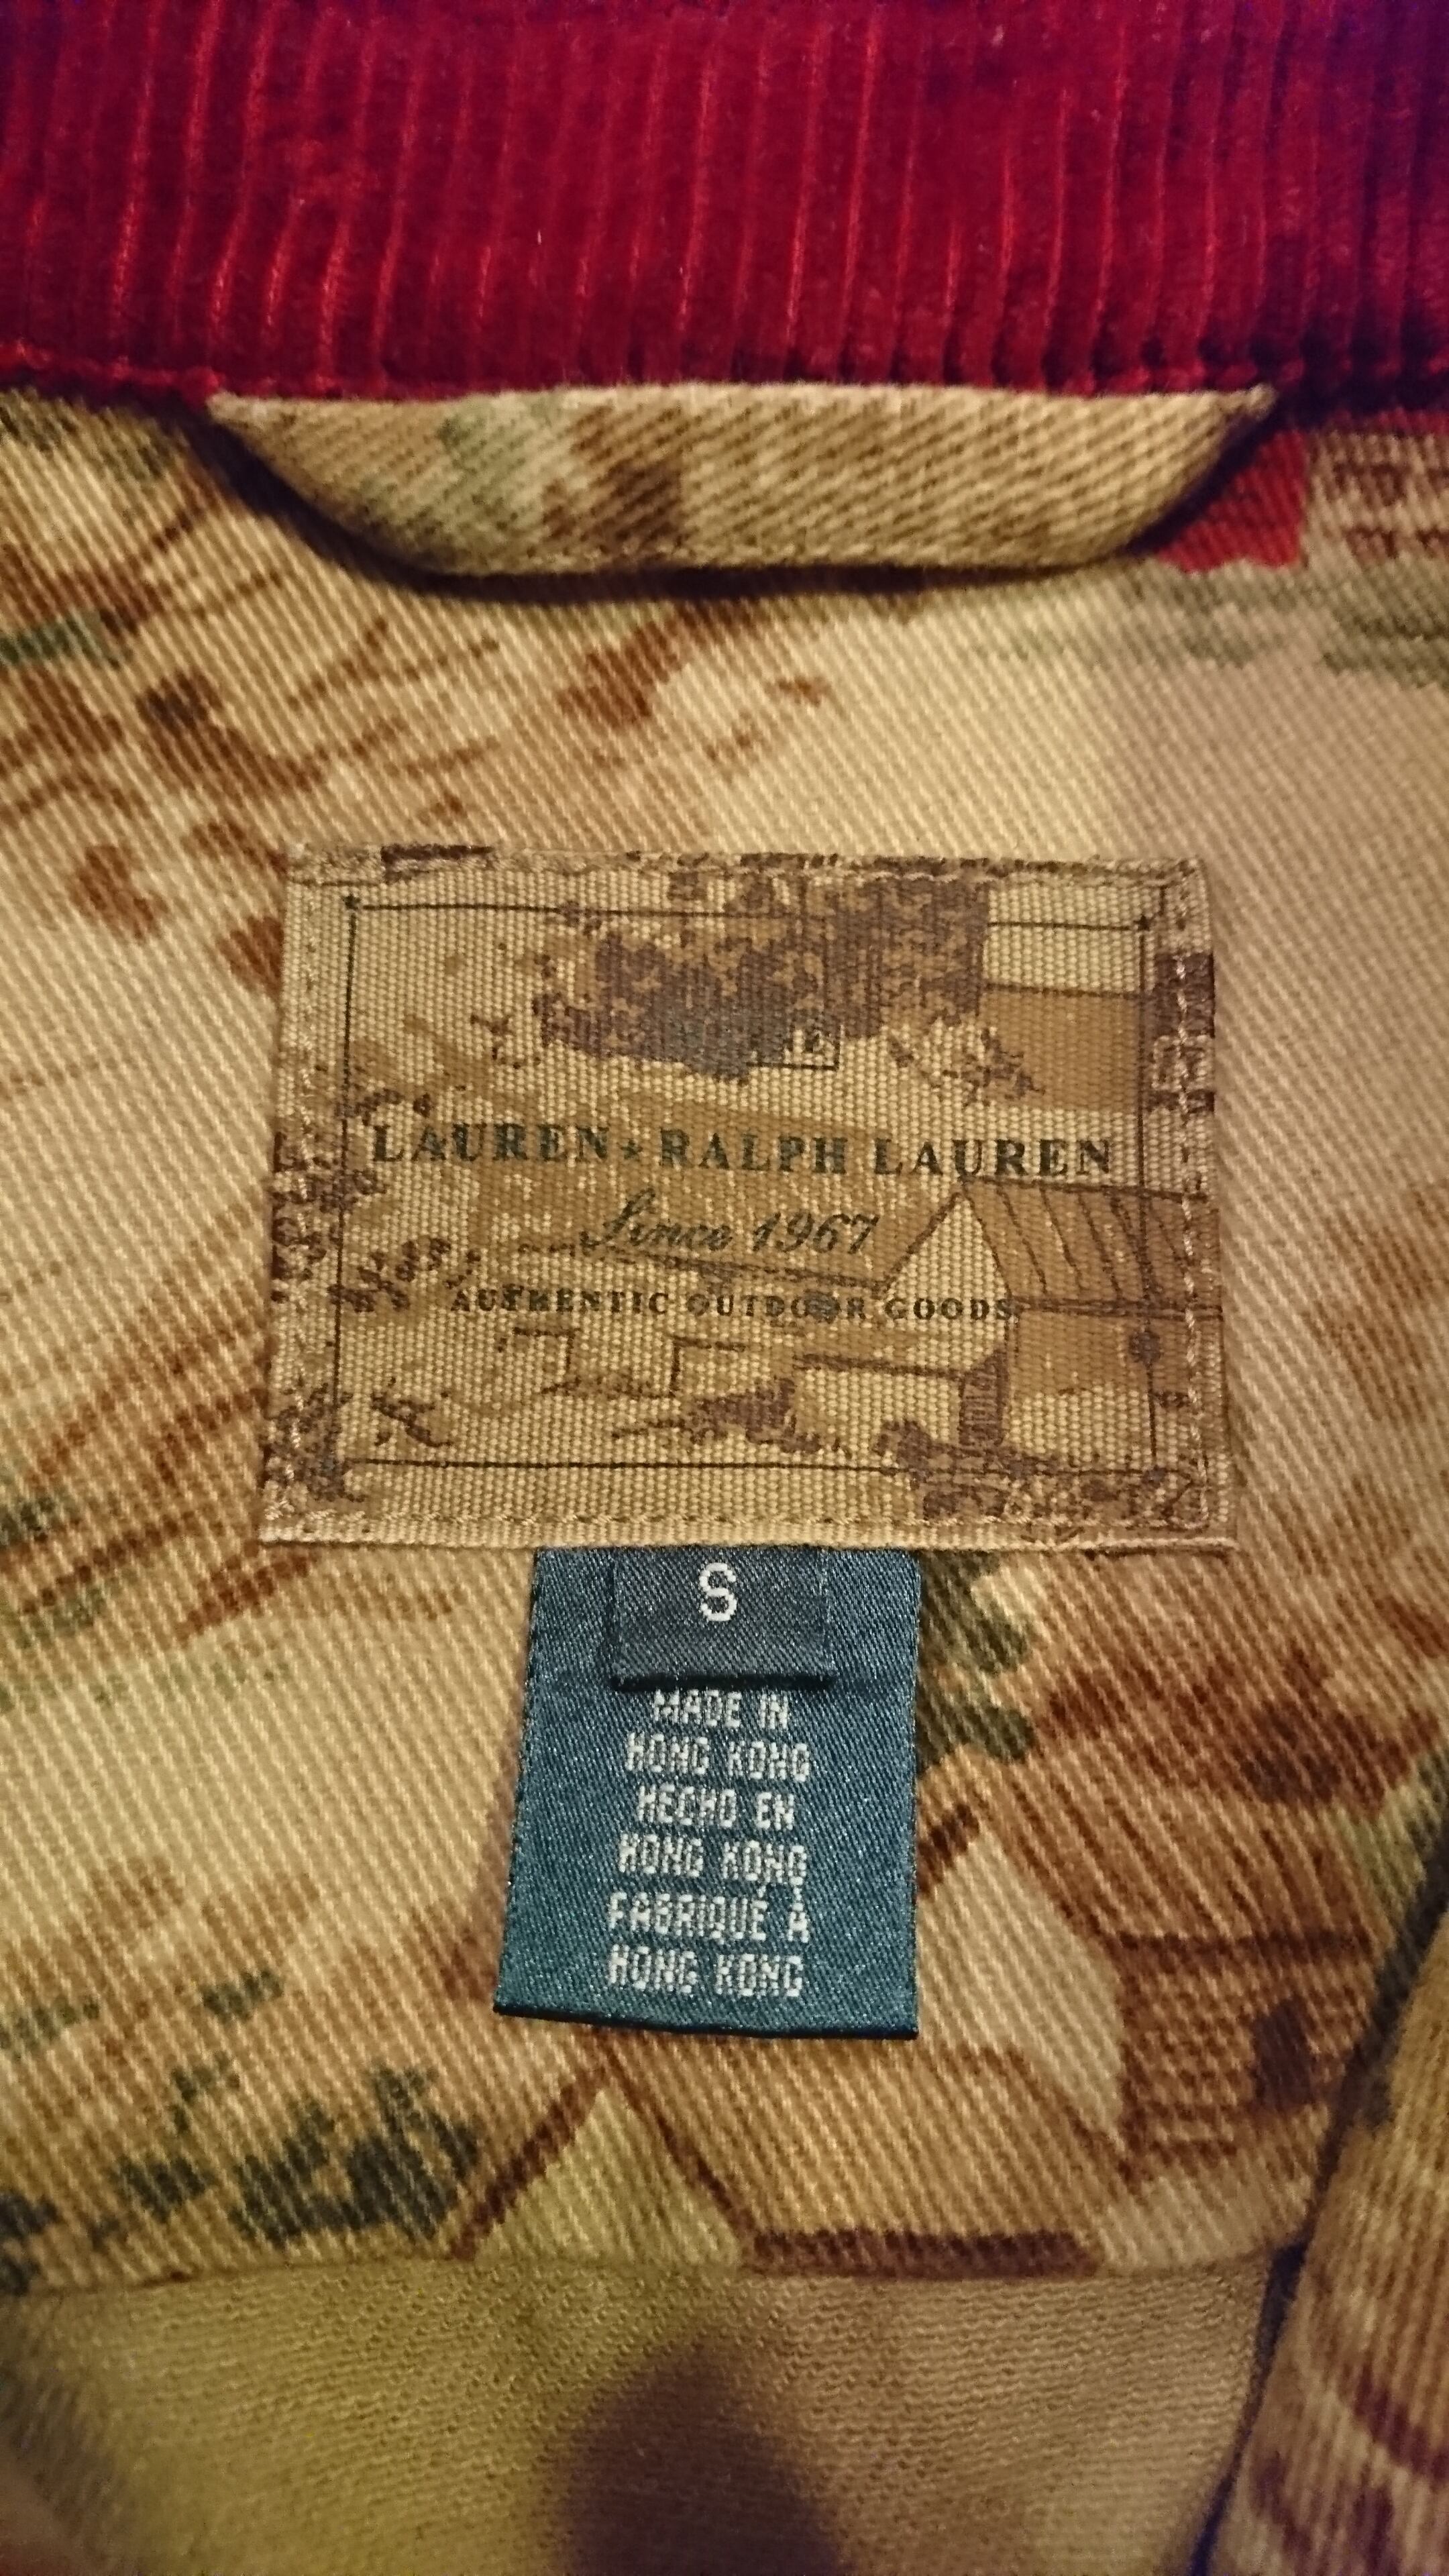 LAUREN★RALPH LAUREN
Since 1967
AUTHENTIC OUTDOOR GOODS
S
MADE IN
HONG KONG
HECHO EN
HONG KONG
FABRIQUÉ À
HONG KONG